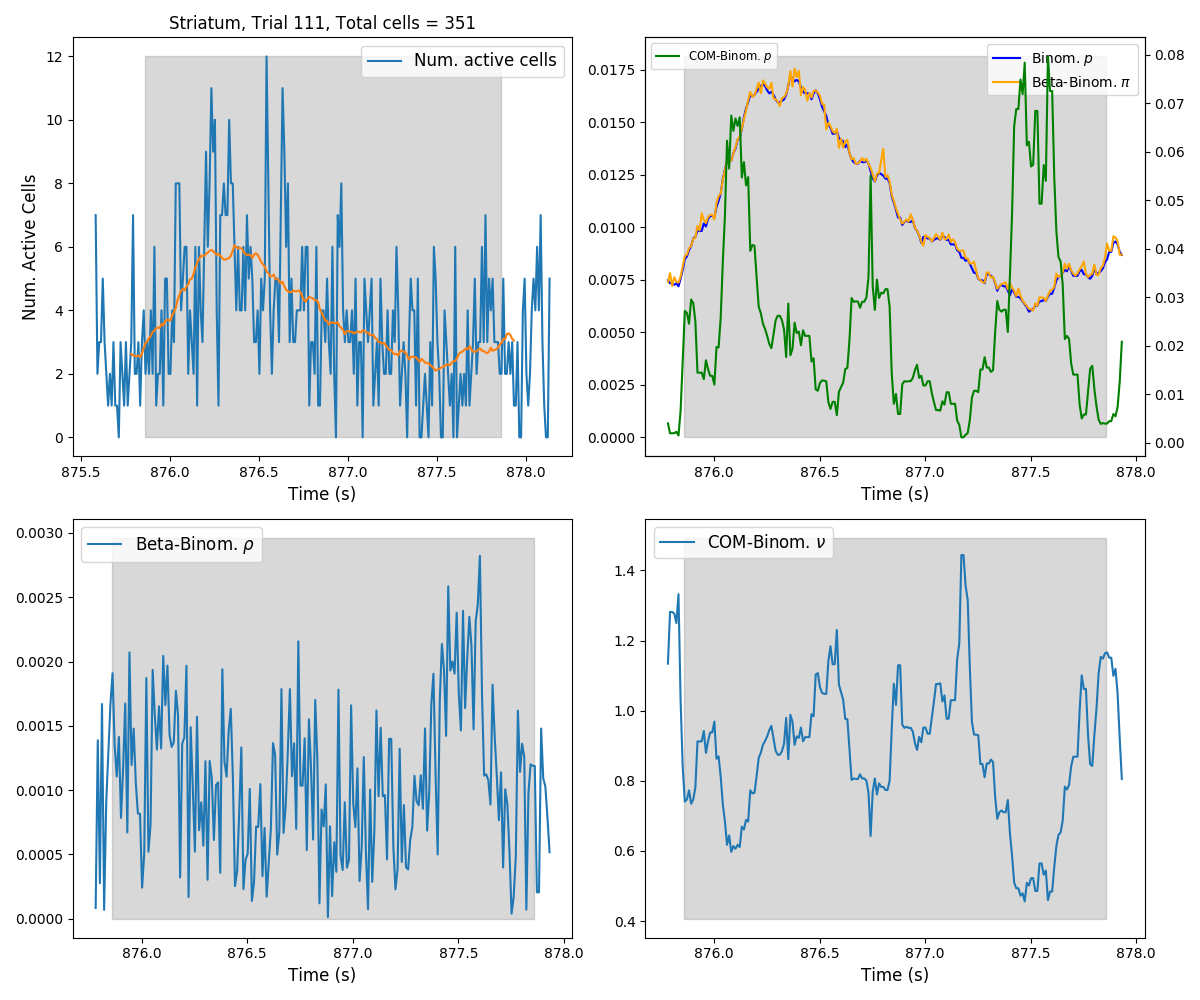 Striatum, Trial 111, Total cells = 351
Num. active cells
Num. Active Cells
12
10
8
6
4
2
0
875.5 876.0 876.5 877.0 877.5 878.0
Time (s)
COM-Binom. p
Binom. p
Beta-Binom. π
0.0175
0.0150
0.0125
0.0100
0.0075
0.0050
0.0025
0.0000
0.08
0.07
0.06
0.05
0.04
0.03
0.02
0.01
0.00
876.0 876.5 877.0 877.5 878.0
Time (s)
Beta-Binom. ρ
0.0030
0.0025
0.0020
0.0015
0.0010
0.0005
0.0000
876.0 876.5 877.0 877.5 878.0
Time (s)
COM-Binom. ν
1.4
1.2
1.0
0.8
0.6
0.4
876.0 876.5 877.0 877.5 878.0
Time (s)